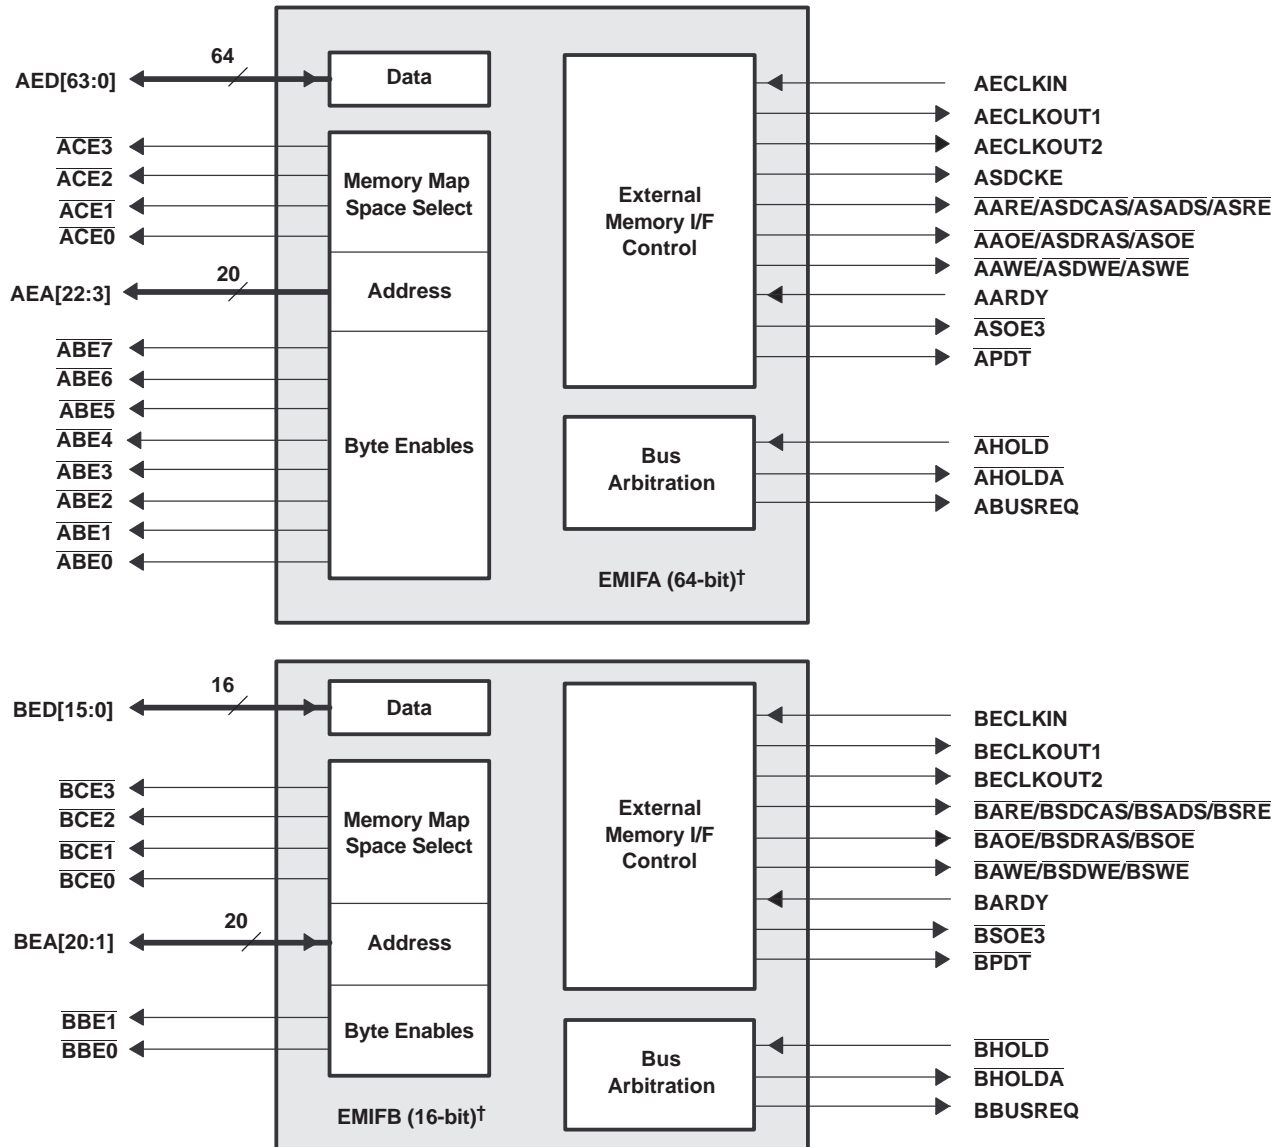 64
AED[63:0]
Data
ACE3
ACE2
ACE1
ACE0
Memory Map
Space Select
20
AEA[22:3]
Address
ABE7
ABE6
ABE5
ABE4
ABE3
ABE2
ABE1
ABE0
Byte Enables
External
Memory I/F
Control
AECLKIN
AECLKOUT1
AECLKOUT2
ASDCKE
AARE/ASDCAS/ASADS/ASRE
AAOE/ASDRAS/ASOE
AAWE/ASDWE/ASWE
AARDY
ASOE3
APDT
Bus
Arbitration
AHOLD
AHOLDA
ABUSREQ
EMIFA (64-bit)†
16
BED[15:0]
Data
BCE3
BCE2
BCE1
BCE0
Memory Map
Space Select
20
BEA[20:1]
Address
BBE1
BBE0
Byte Enables
External
Memory I/F
Control
BECLKIN
BECLKOUT1
BECLKOUT2
BARE/BSDCAS/BSADS/BSRE
BAOE/BSDRAS/BSOE
BAWE/BSDWE/BSWE
BARDY
BSOE3
BPDT
Bus
Arbitration
BHOLD
BHOLDA
BBUSREQ
EMIFB (16-bit)†